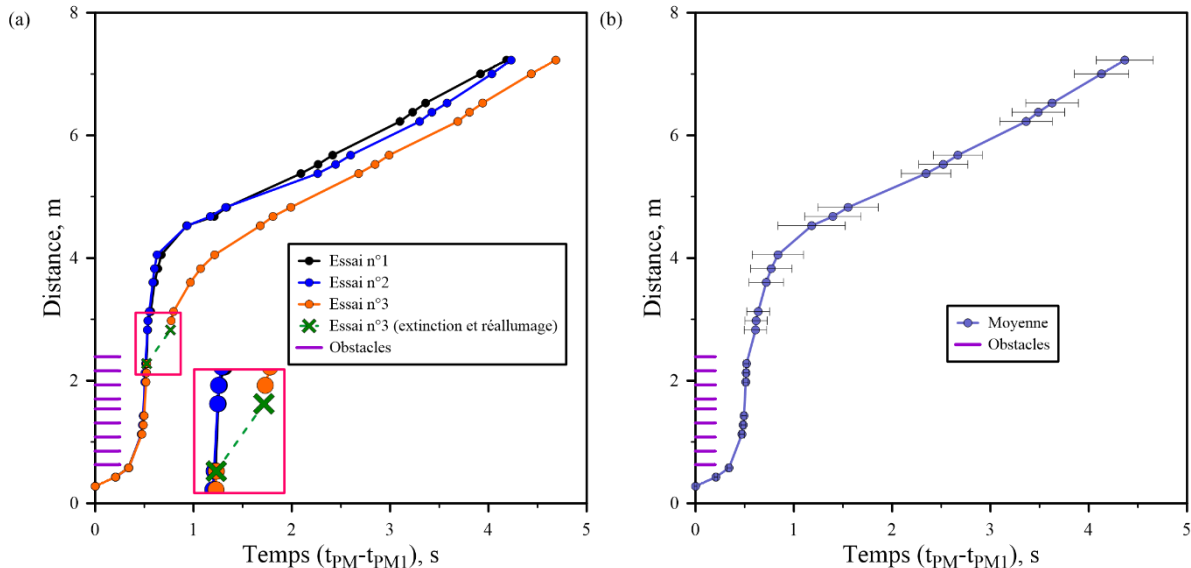 (a)
8
6
4
2
0
Distance, m
0 1 2 3 4 5
Temps (tPM-tPM1), s
Essai n°1
Essai n°2
Essai n°3
Essai n°3 (extinction et réallumage)
Obstacles
(b)
8
6
4
2
0
Distance, m
0 1 2 3 4 5
Temps (tPM-tPM1), s
Moyenne
Obstacles